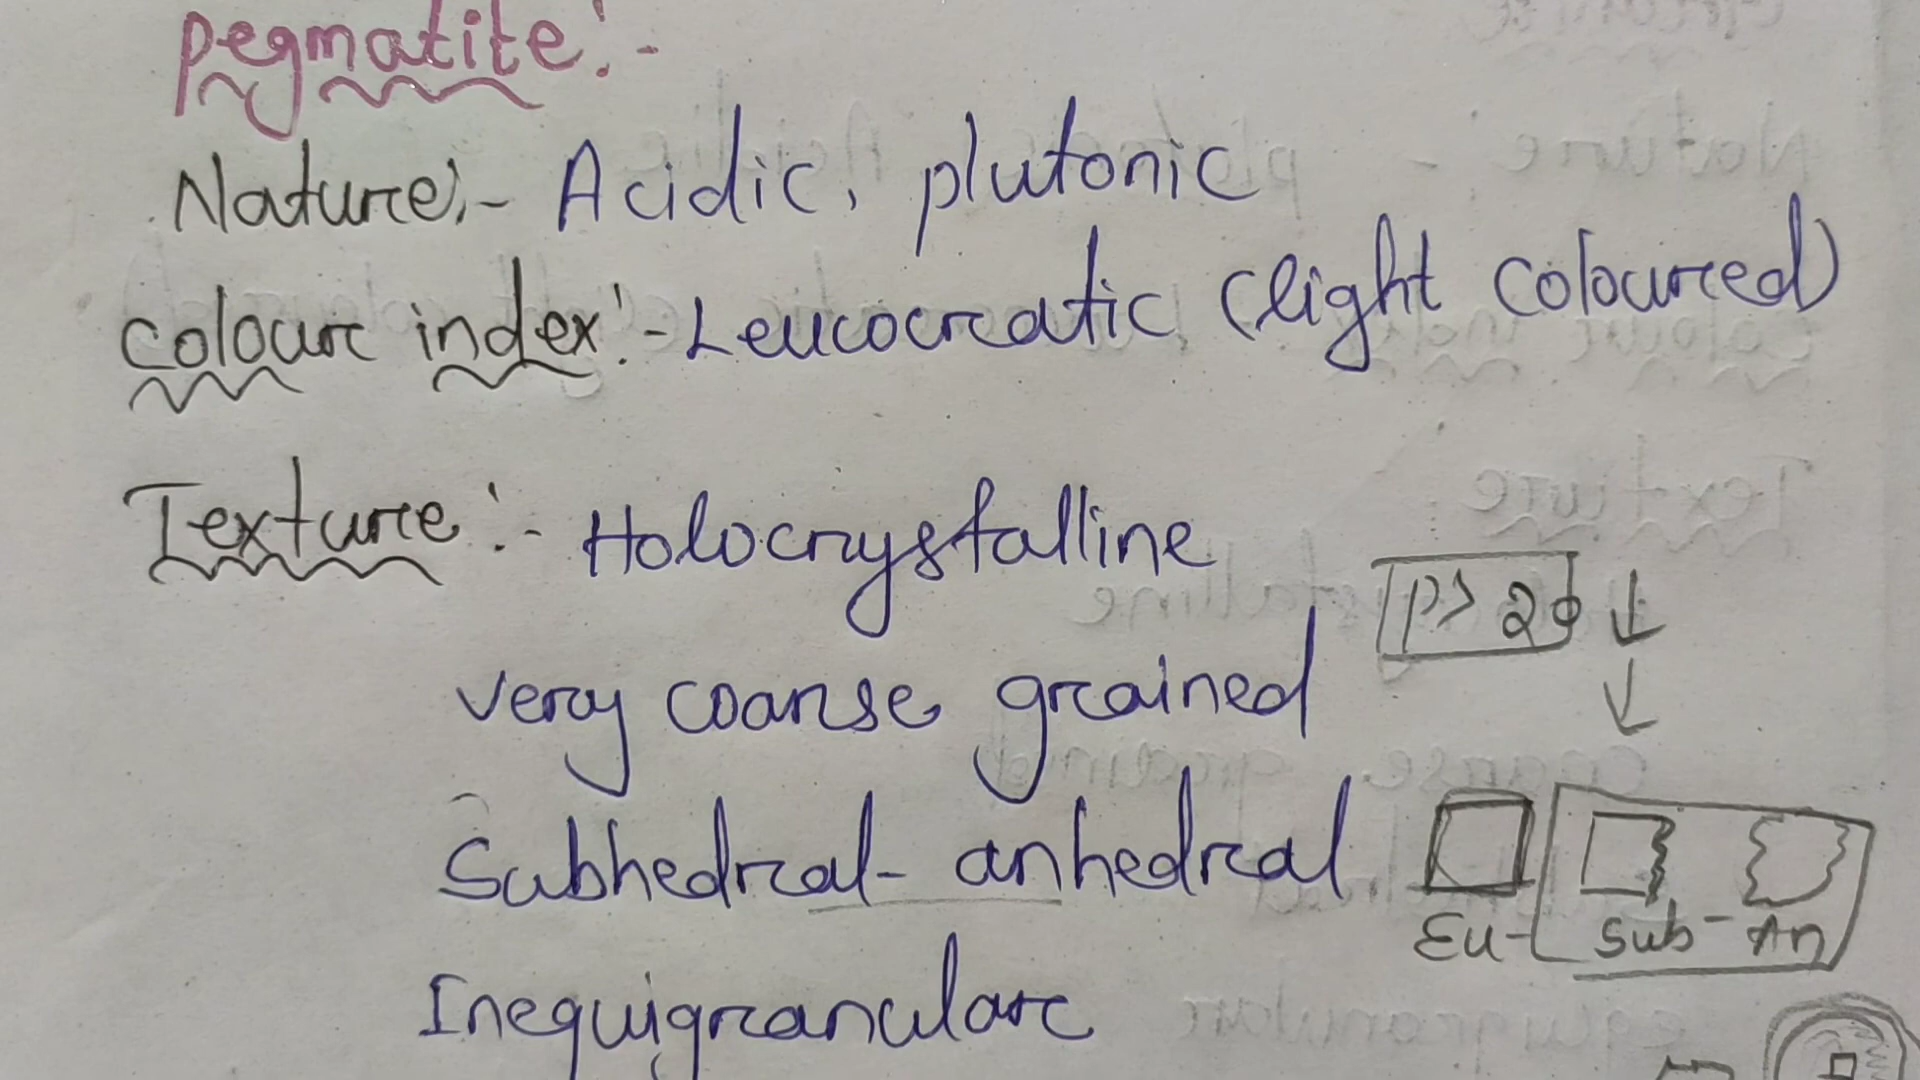 Pegmatite:-
Nature:- Acidic, plutonic
Colour index:- Leucocratic (light coloured)
Texture:- Holocrystalline
very coarse grained
Subhedral- anhedral
Eu- Sub- An
Inequigranular